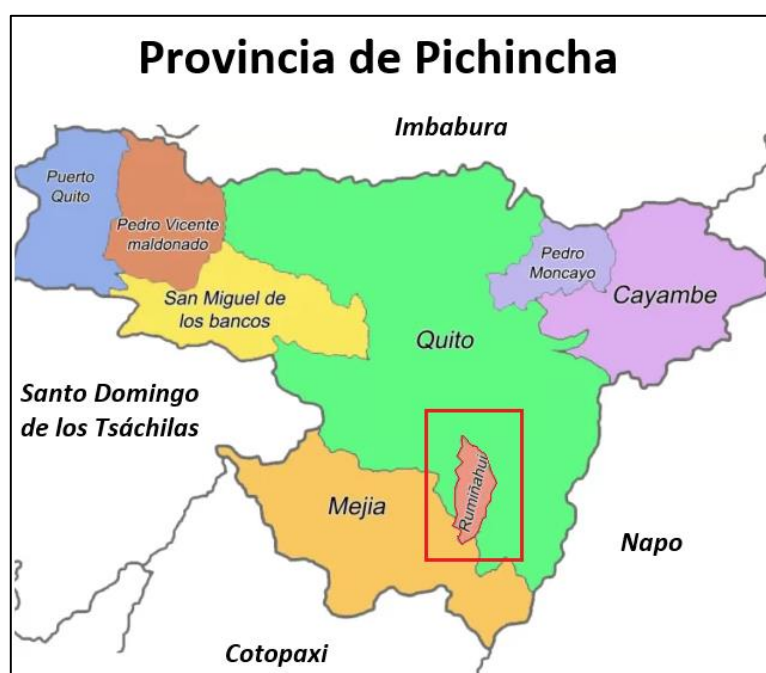 Provincia de Pichincha
Imbabura
Puerto
Quito
Pedro Vicente
maldonado
Pedro
Moncayo
San Miguel de
los bancos
Cayambe
Quito
Santo Domingo
de los Tsáchilas
Rumiñahui
Mejia
Napo
Cotopaxi